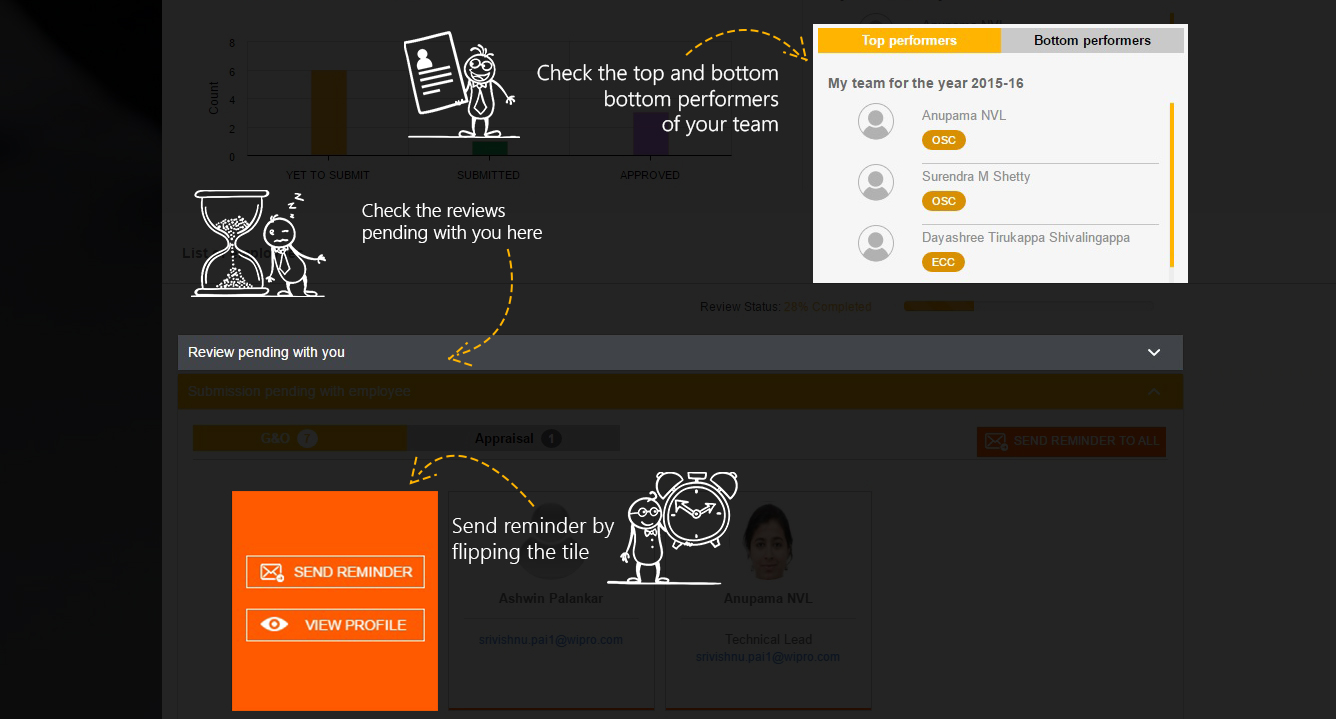 Anupama NVL
8
6
4
2
0
Count
YET TO SUBMIT
SUBMITTED
APPROVED
Check the top and bottom
bottom performers
of your team
Top performers
Bottom performers
My team for the year 2015-16
Anupama NVL
OSC
Surendra M Shetty
OSC
Dayashree Tirukappa Shivalingappa
ECC
Check the reviews
pending with you here
z z z
Review Status: 26% Completed
Review pending with you
Submission pending with employee
G&O 7
Appraisal 1
SEND REMINDER TO ALL
Send reminder by
flipping the tile
SEND REMINDER
VIEW PROFILE
Ashwin Palankar
srivishnu.pai1@wipro.com
Anupama NVL
Technical Lead
srivishnu.pai1@wipro.com